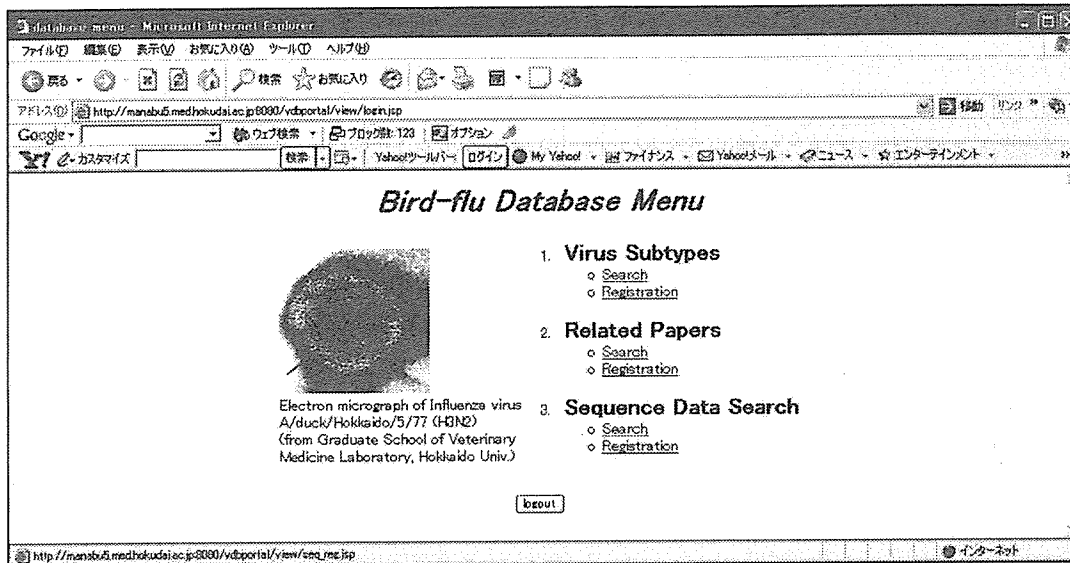 database menu - Microsoft Internet Explorer
ファイル(F) 編集(E) 表示(V) お気に入り(A) ツール(T) ヘルプ(H)
戻る 検索 お気に入り
アドレス(D) http://manabu5.med.hokudai.ac.jp:8080/vdbportal/view/login.jsp 移動 リンク »
Google ウェブ検索 ブロック数: 123 オプション
Y! カスタマイズ 検索 Yahoo!ツールバー ログイン My Yahoo! ファイナンス Yahoo!メール ニュース エンターテインメント »
Bird-flu Database Menu
1. Virus Subtypes
Search
Registration
2. Related Papers
Search
Registration
3. Sequence Data Search
Search
Registration
Electron micrograph of Influenza virus
A/duck/Hokkaido/5/77 (H3N2)
(from Graduate School of Veterinary
Medicine Laboratory, Hokkaido Univ.)
logout
http://manabu5.med.hokudai.ac.jp:8080/vdbportal/view/seq_reg.jsp インターネット